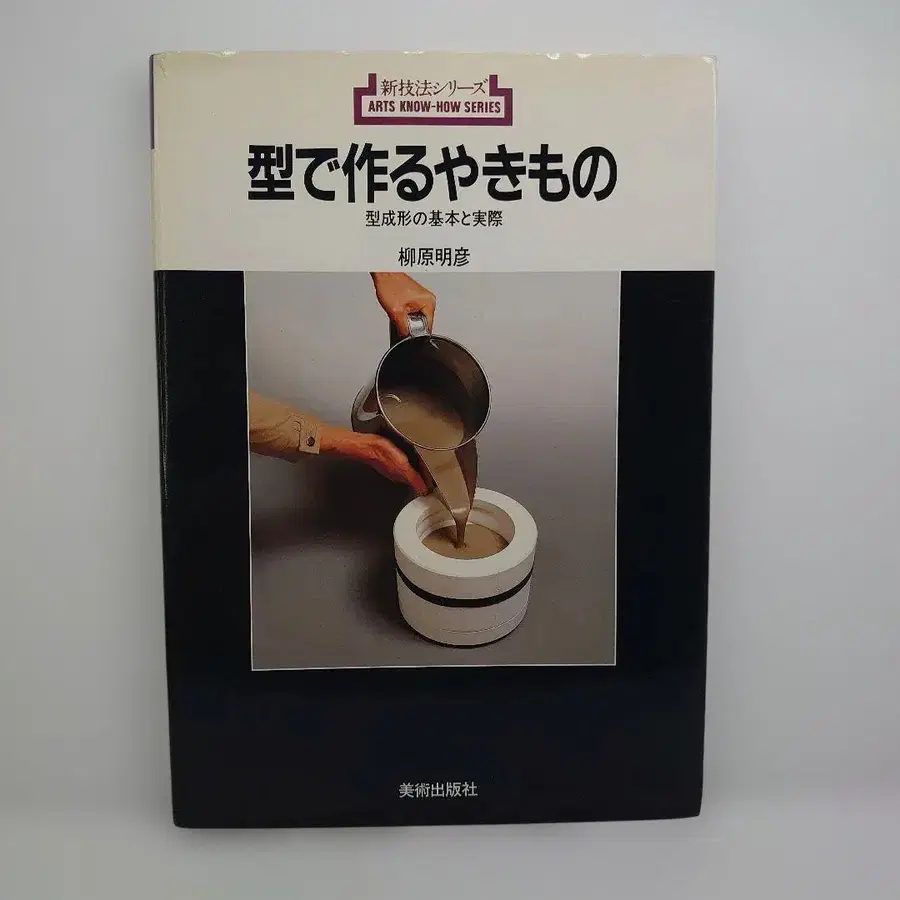 新技法シリーズ
ARTS KNOW-HOW SERIES
型で作るやきもの
型成形の基本と実際
柳原明彦
美術出版社